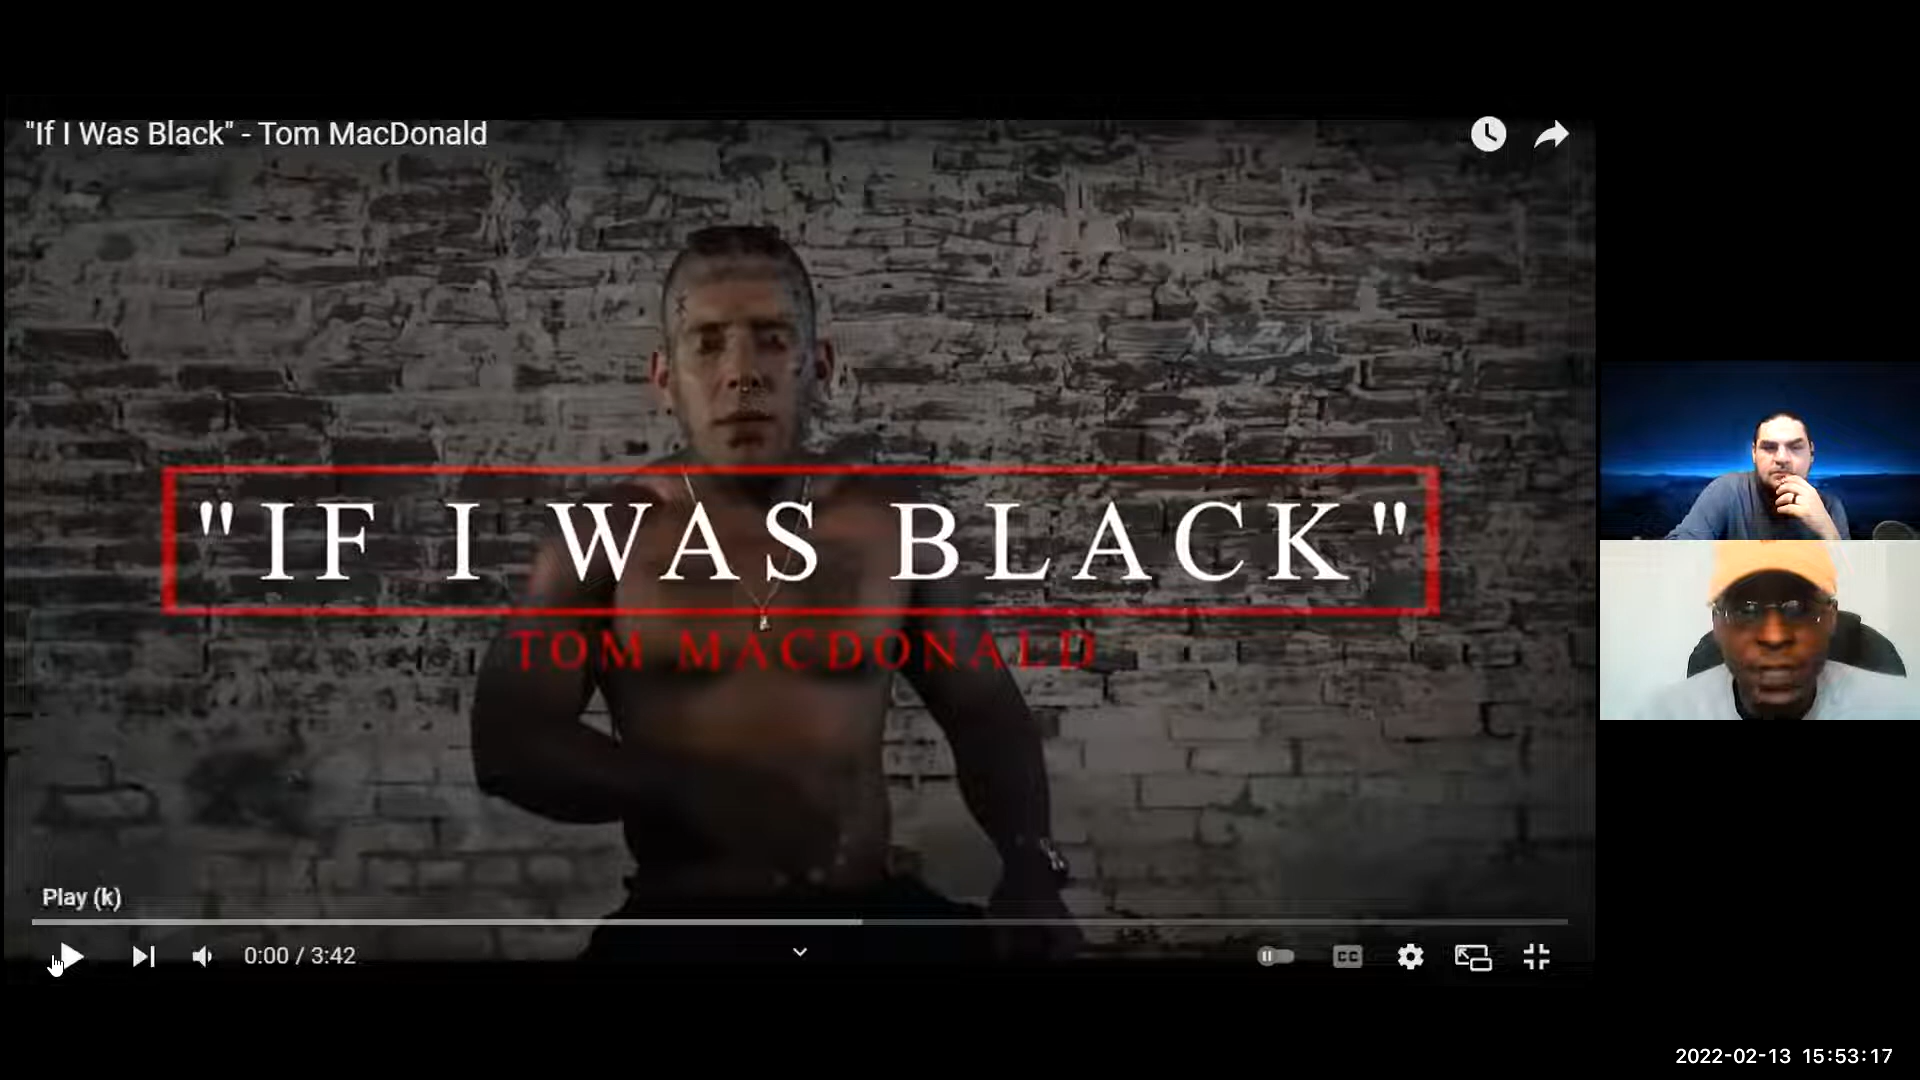 "If I Was Black" - Tom MacDonald
"IF I WAS BLACK"
TOM MACDONALD
Play (k)
0:00 / 3:42
CC
2022-02-13 15:53:17